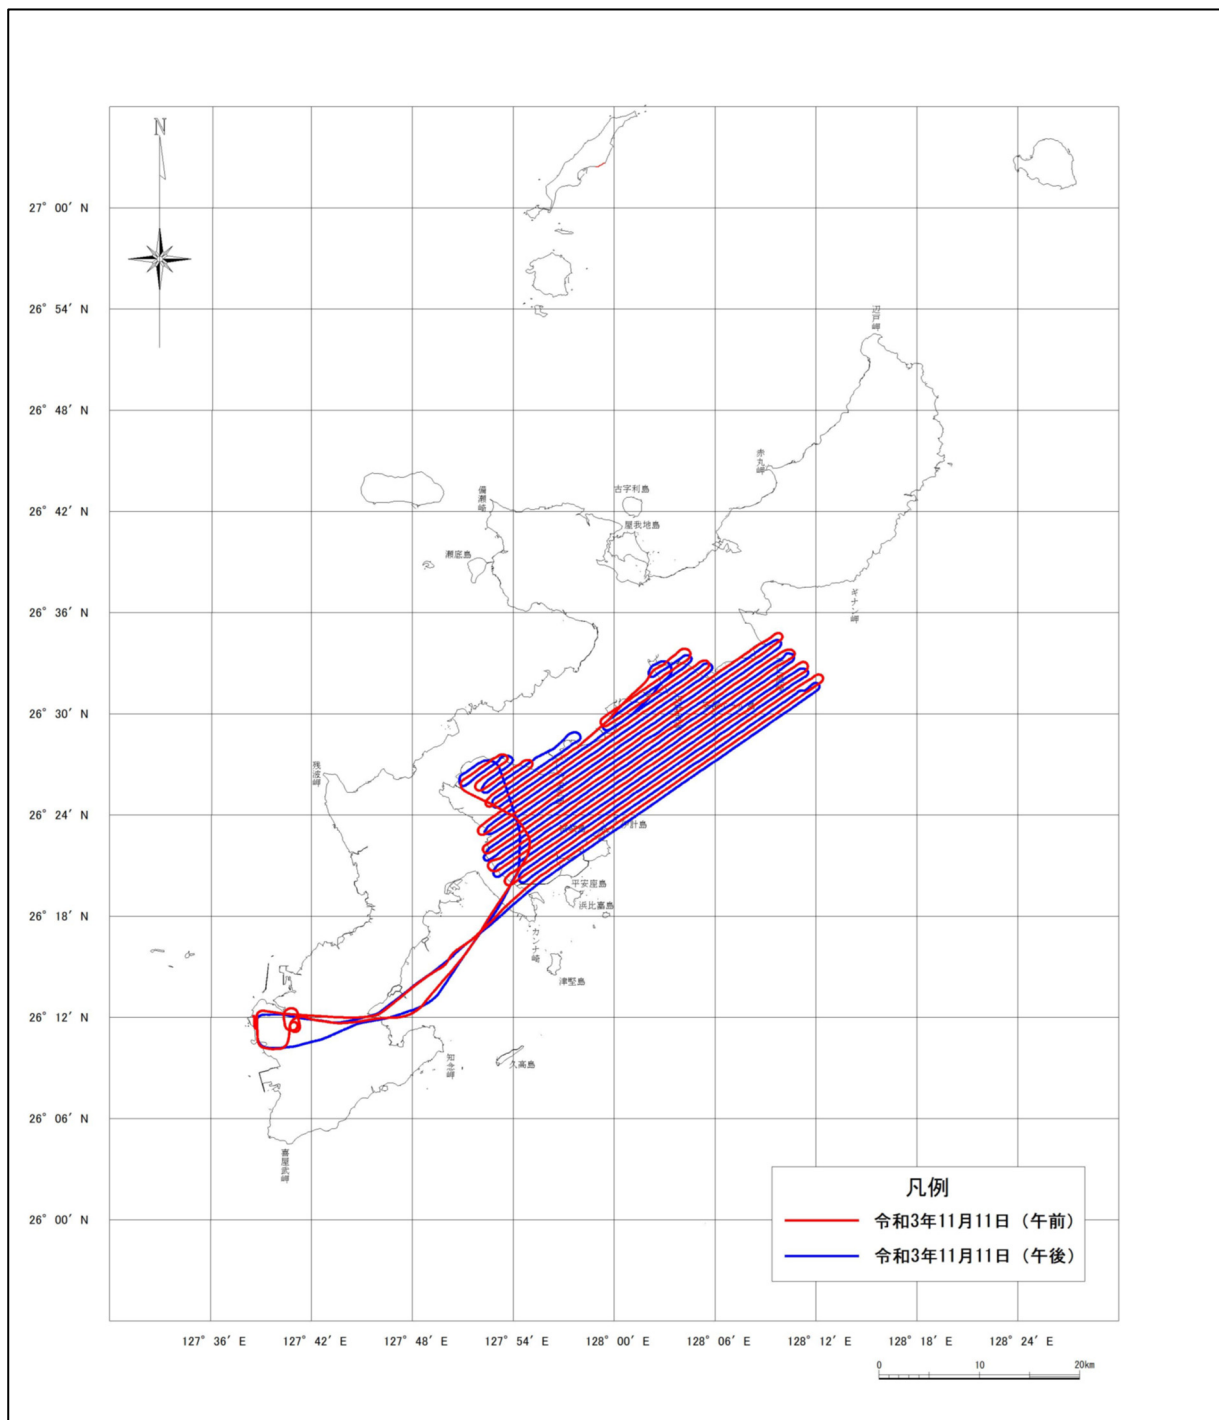 N
27° 00′ N
26° 54′ N
辺戸岬
26° 48′ N
赤丸岬
備瀬崎
古宇利島
26° 42′ N
屋我地島
瀬底島
26° 36′ N
ギナン岬
26° 30′ N
残波岬
26° 24′ N
計島
平安座島
浜比嘉島
26° 18′ N
カンナ崎
津堅島
26° 12′ N
知念岬
久高島
26° 06′ N
喜屋武岬
凡例
26° 00′ N
令和3年11月11日（午前）
令和3年11月11日（午後）
127° 36′ E 127° 42′ E 127° 48′ E 127° 54′ E 128° 00′ E 128° 06′ E 128° 12′ E 128° 18′ E 128° 24′ E
0 10 20km